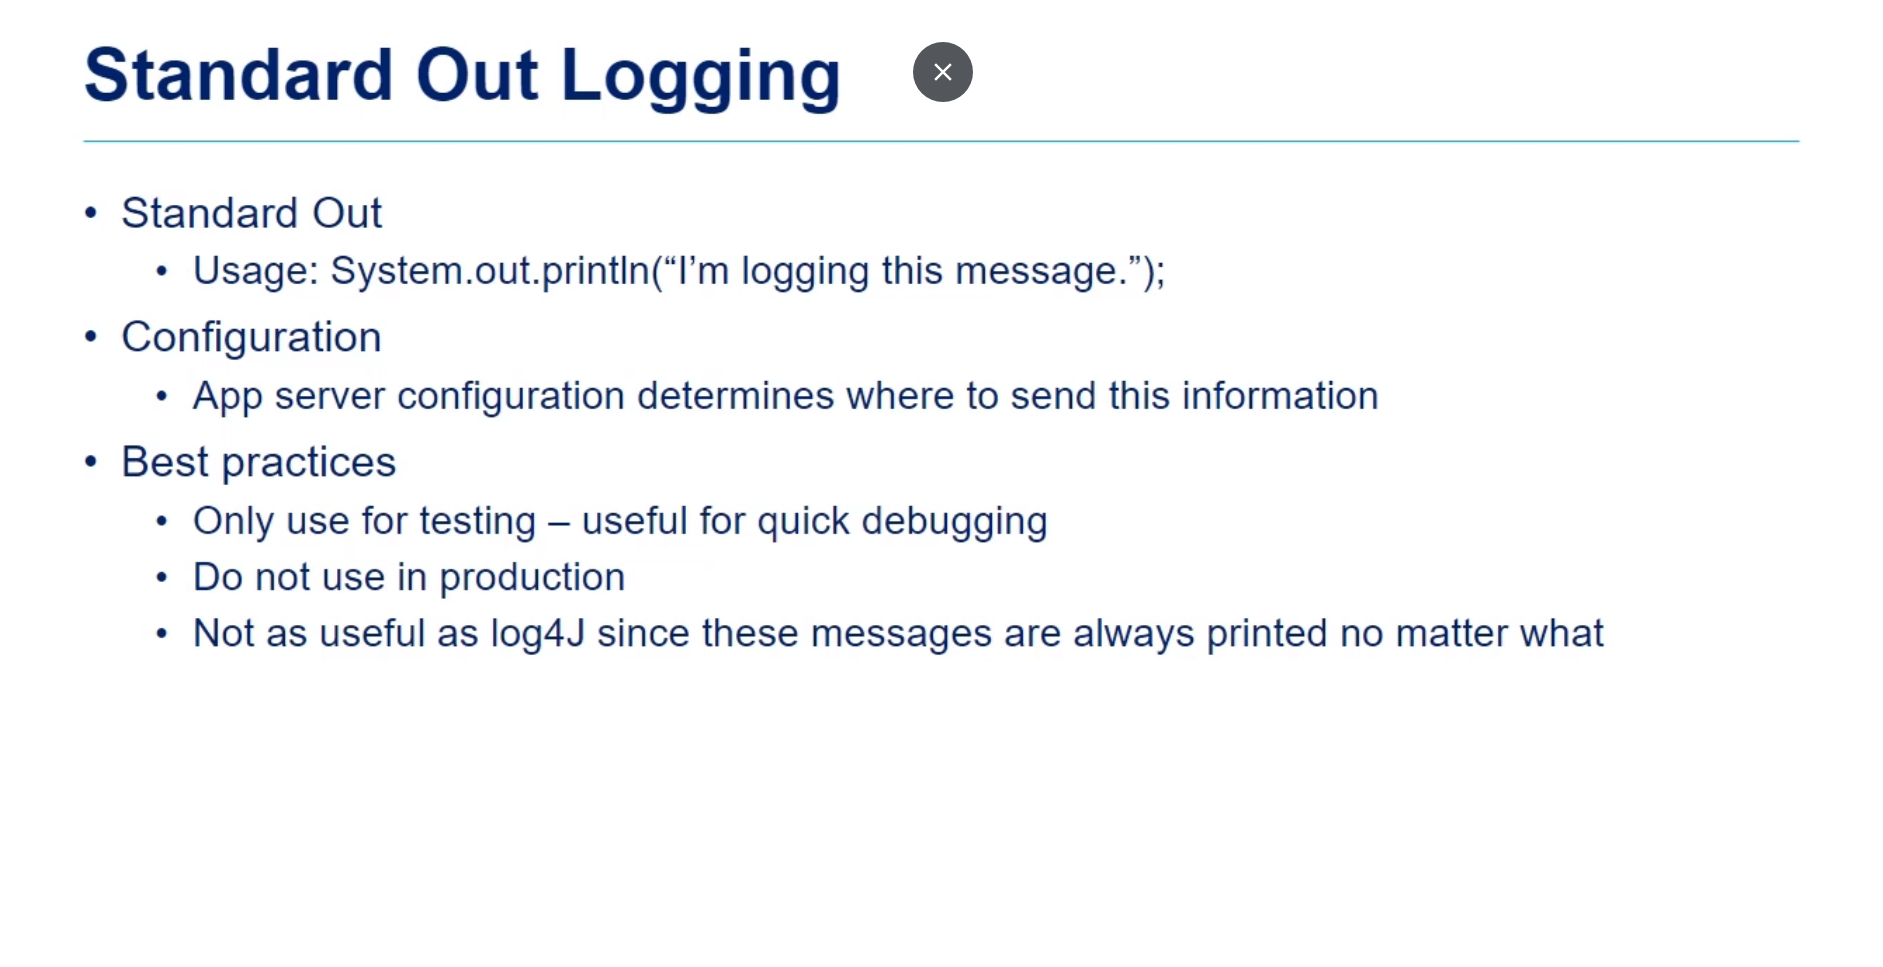 Standard Out Logging
• Standard Out
• Usage: System.out.println(“I’m logging this message.”);
• Configuration
• App server configuration determines where to send this information
• Best practices
• Only use for testing – useful for quick debugging
• Do not use in production
• Not as useful as log4J since these messages are always printed no matter what